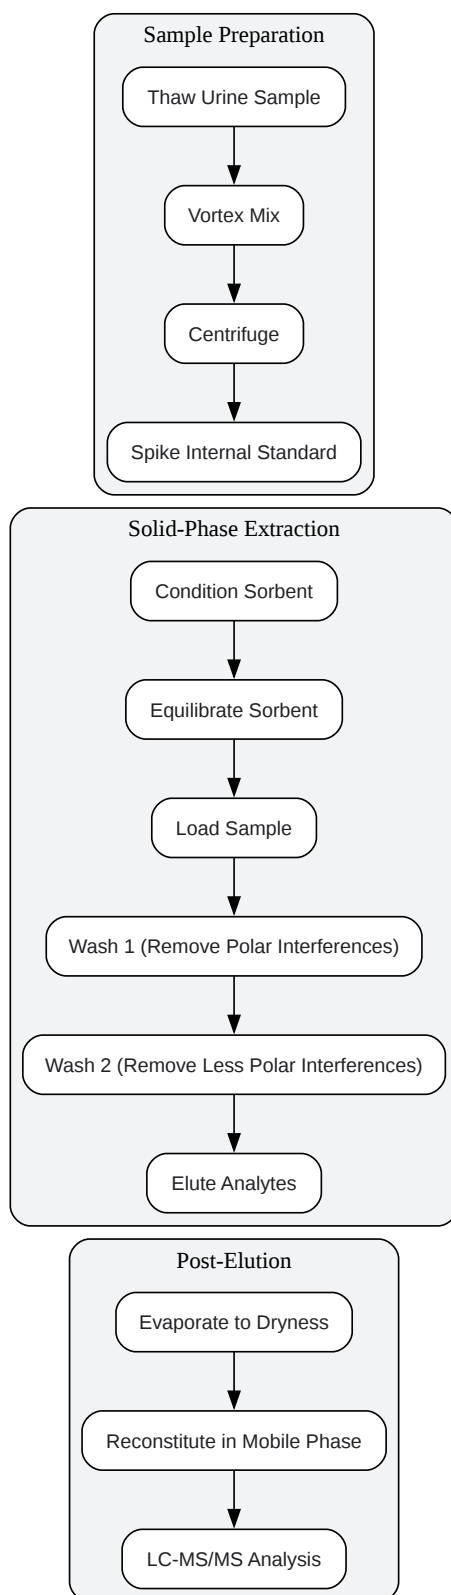 Sample Preparation
Thaw Urine Sample
Vortex Mix
Centrifuge
Spike Internal Standard
Solid-Phase Extraction
Condition Sorbent
Equilibrate Sorbent
Load Sample
Wash 1 (Remove Polar Interferences)
Wash 2 (Remove Less Polar Interferences)
Elute Analytes
Post-Elution
Evaporate to Dryness
Reconstitute in Mobile Phase
LC-MS/MS Analysis